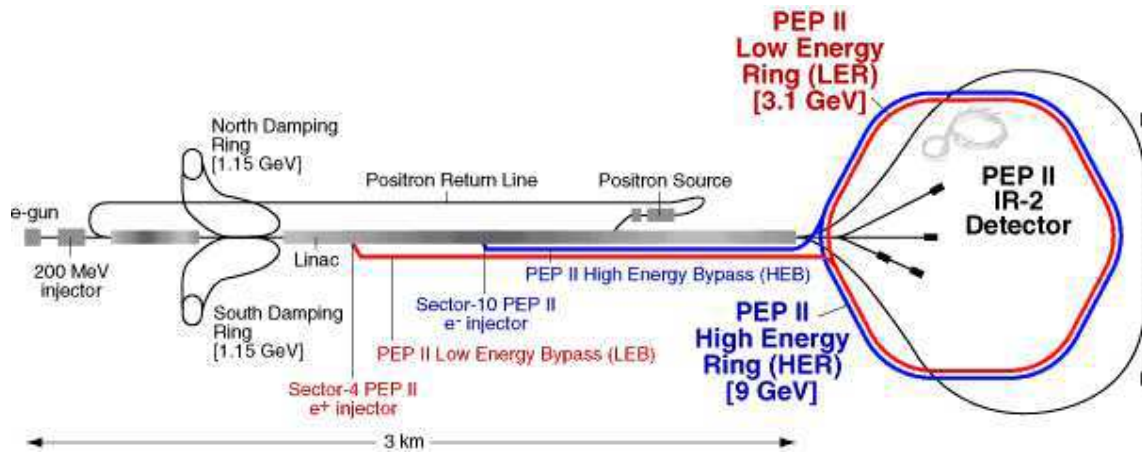 PEP II
Low Energy
Ring (LER)
[3.1 GeV]
North Damping
Ring
[1.15 GeV]
Positron Return Line
Positron Source
e-gun
200 MeV
injector
Linac
South Damping
Ring
[1.15 GeV]
PEP II High Energy Bypass (HEB)
Sector-10 PEP II
e- injector
PEP II Low Energy Bypass (LEB)
Sector-4 PEP II
e+ injector
PEP II
IR-2
Detector
PEP II
High Energy
Ring (HER)
[9 GeV]
3 km